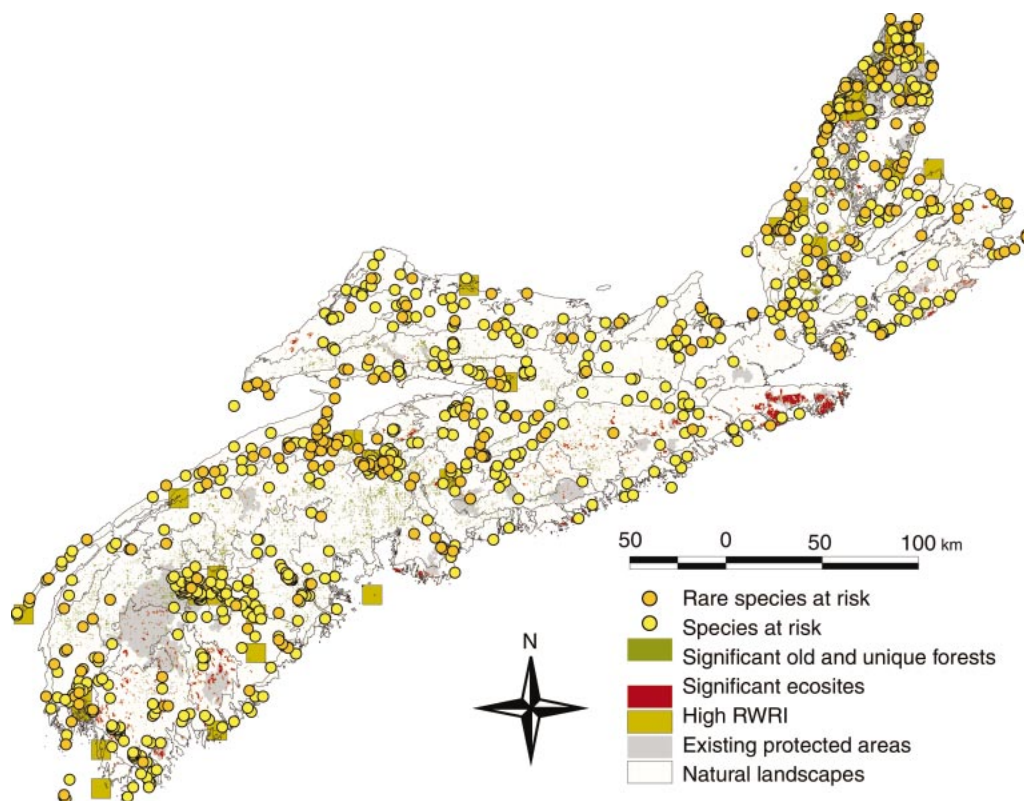 50 0 50 100 km
Rare species at risk
Species at risk
N
Significant old and unique forests
Significant ecosites
High RWRI
Existing protected areas
Natural landscapes